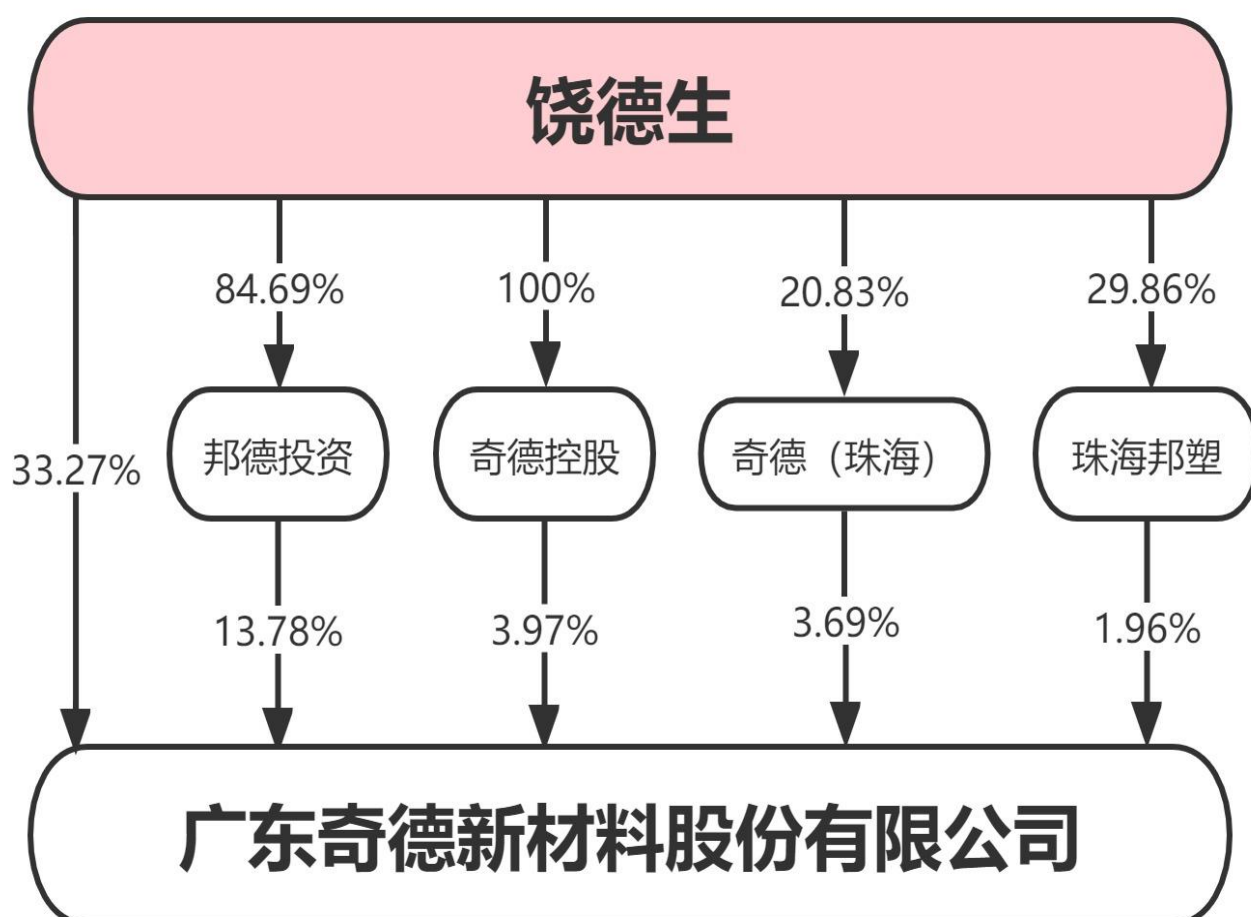 饶德生
84.69%
100%
20.83%
29.86%
33.27%
邦德投资
奇德控股
奇德（珠海）
珠海邦塑
13.78%
3.97%
3.69%
1.96%
广东奇德新材料股份有限公司